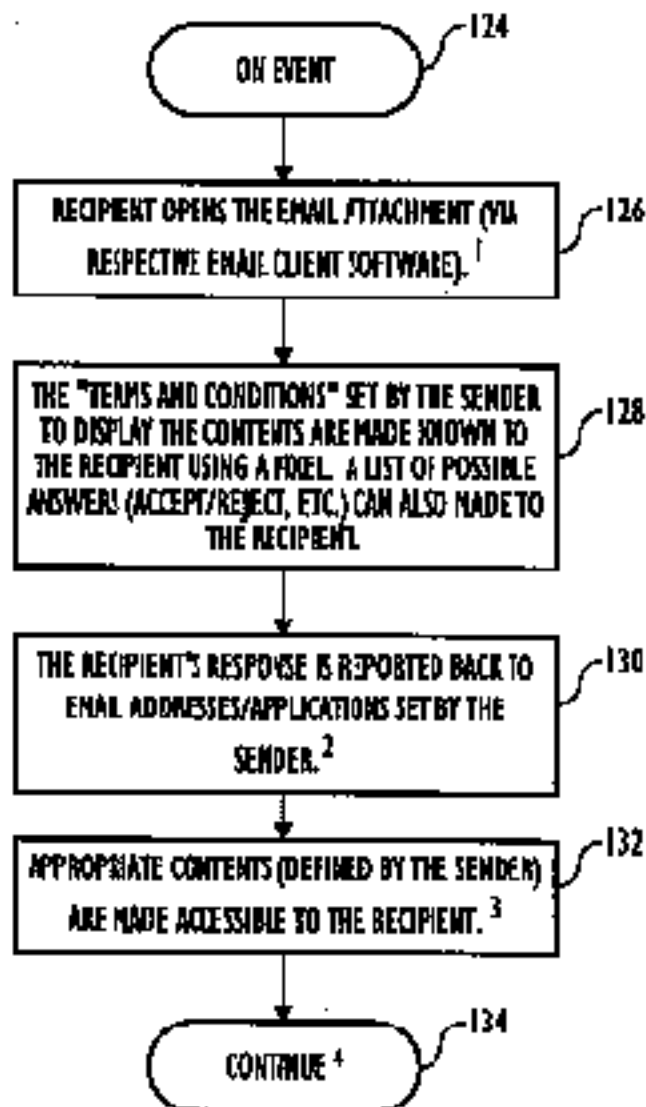 124
ON EVENT
RECIPIENT OPENS THE EMAIL ATTACHMENT (VIA
126
RESPECTIVE EMAIL CLIENT SOFTWARE). 1
THE "TERMS AND CONDITIONS" SET BY THE SENDER
128
TO DISPLAY THE CONTENTS ARE MADE KNOWN TO
THE RECIPIENT USING A PIXEL. A LIST OF POSSIBLE
ANSWERS (ACCEPT/REJECT, ETC.) CAN ALSO MADE TO
THE RECIPIENT.
THE RECIPIENT'S RESPONSE IS REPORTED BACK TO
130
EMAIL ADDRESSES/APPLICATIONS SET BY THE
SENDER. 2
132
APPROPRIATE CONTENTS (DEFINED BY THE SENDER)
ARE MADE ACCESSIBLE TO THE RECIPIENT. 3
134
CONTINUE 4